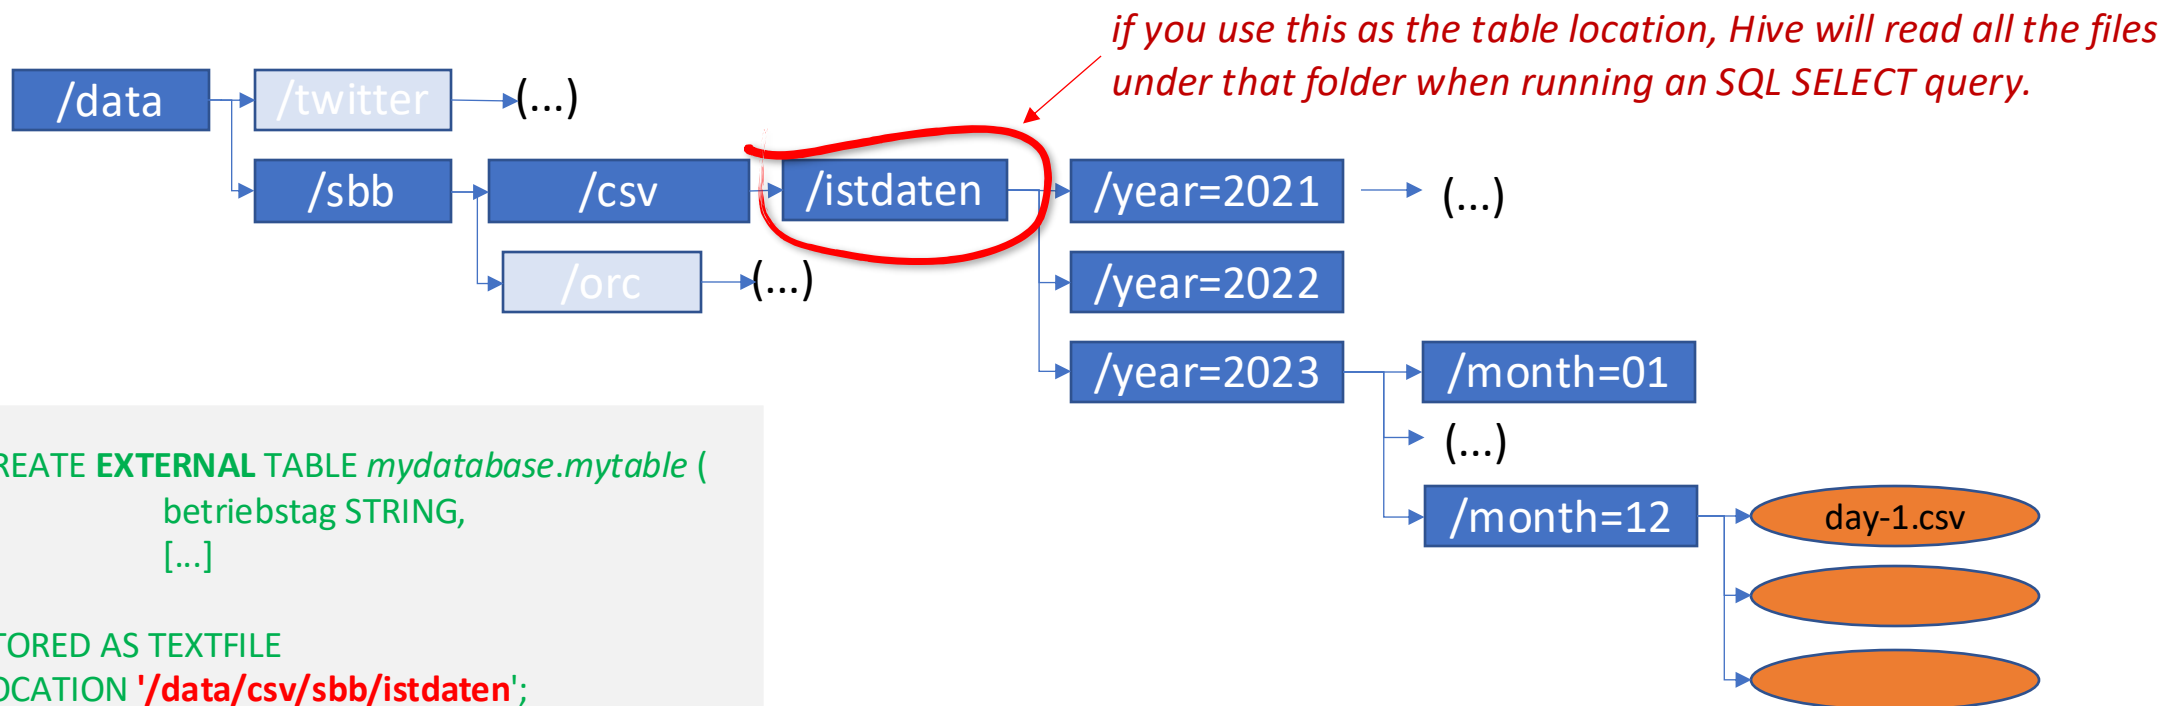 if you use this as the table location, Hive will read all the files
under that folder when running an SQL SELECT query.
/data
/twitter
(...)
/sbb
/csv
/istdaten
/year=2021
(...)
/orc
(...)
/year=2022
/year=2023
/month=01
(...)
/month=12
day-1.csv
REATE EXTERNAL TABLE mydatabase.mytable (
betriebstag STRING,
[...]
TORED AS TEXTFILE
OCATION '/data/csv/sbb/istdaten';